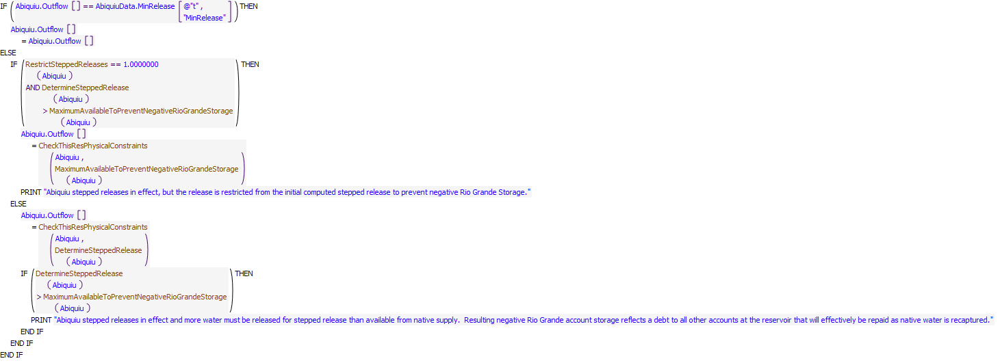 IF ( Abiquiu.Outflow [ ] == AbiquiuData.MinRelease [ @"t" , ) THEN
"MinRelease" ]
Abiquiu.Outflow [ ]
= Abiquiu.Outflow [ ]
ELSE
IF ( RestrictSteppedReleases == 1.0000000 ) THEN
( Abiquiu )
AND DetermineSteppedRelease
( Abiquiu )
> MaximumAvailableToPreventNegativeRioGrandeStorage
( Abiquiu )
Abiquiu.Outflow [ ]
= CheckThisResPhysicalConstraints
( Abiquiu ,
MaximumAvailableToPreventNegativeRioGrandeStorage
( Abiquiu ) )
PRINT "Abiquiu stepped releases in effect, but the release is restricted from the initial computed stepped release to prevent negative Rio Grande Storage."
ELSE
Abiquiu.Outflow [ ]
= CheckThisResPhysicalConstraints
( Abiquiu ,
DetermineSteppedRelease
( Abiquiu ) )
IF ( DetermineSteppedRelease ) THEN
( Abiquiu )
> MaximumAvailableToPreventNegativeRioGrandeStorage
( Abiquiu )
PRINT "Abiquiu stepped releases in effect and more water must be released for stepped release than available from native supply.  Resulting negative Rio Grande account storage reflects a debt to all other accounts at the reservoir that will effectively be repaid as native water is recaptured."
END IF
END IF
END IF